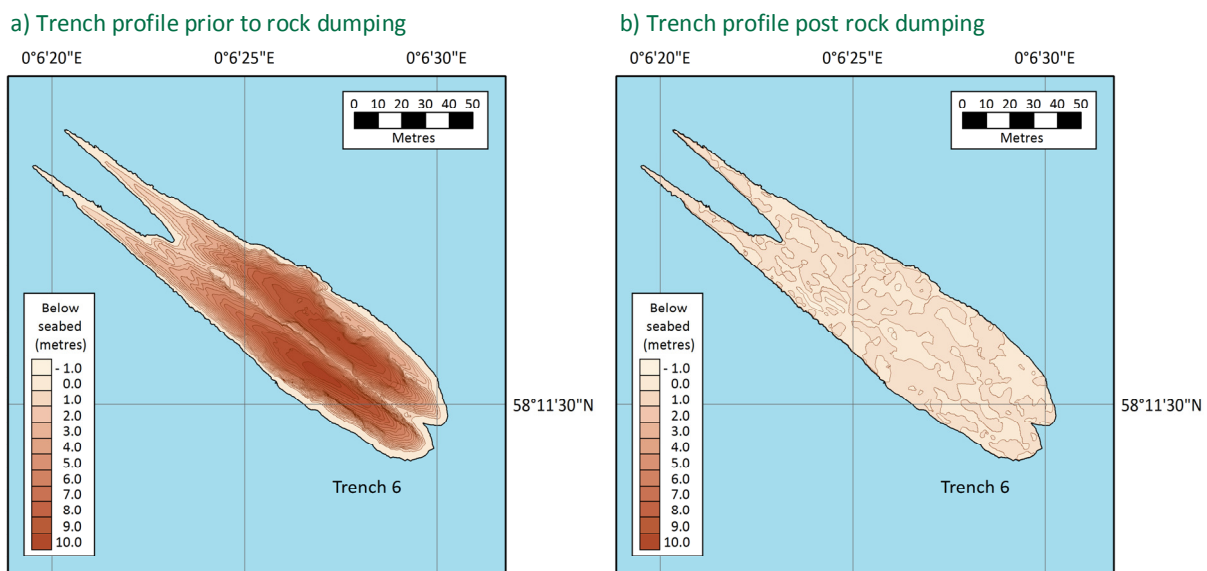 a) Trench profile prior to rock dumping
0°6'20"E 0°6'25"E 0°6'30"E
0 10 20 30 40 50
Metres
Below
seabed
(metres)
- 1.0
0.0
1.0
2.0
3.0
4.0
5.0
6.0
7.0
8.0
9.0
10.0
58°11'30"N
Trench 6
b) Trench profile post rock dumping
0°6'20"E 0°6'25"E 0°6'30"E
0 10 20 30 40 50
Metres
Below
seabed
(metres)
- 1.0
0.0
1.0
2.0
3.0
4.0
5.0
6.0
7.0
8.0
9.0
10.0
58°11'30"N
Trench 6